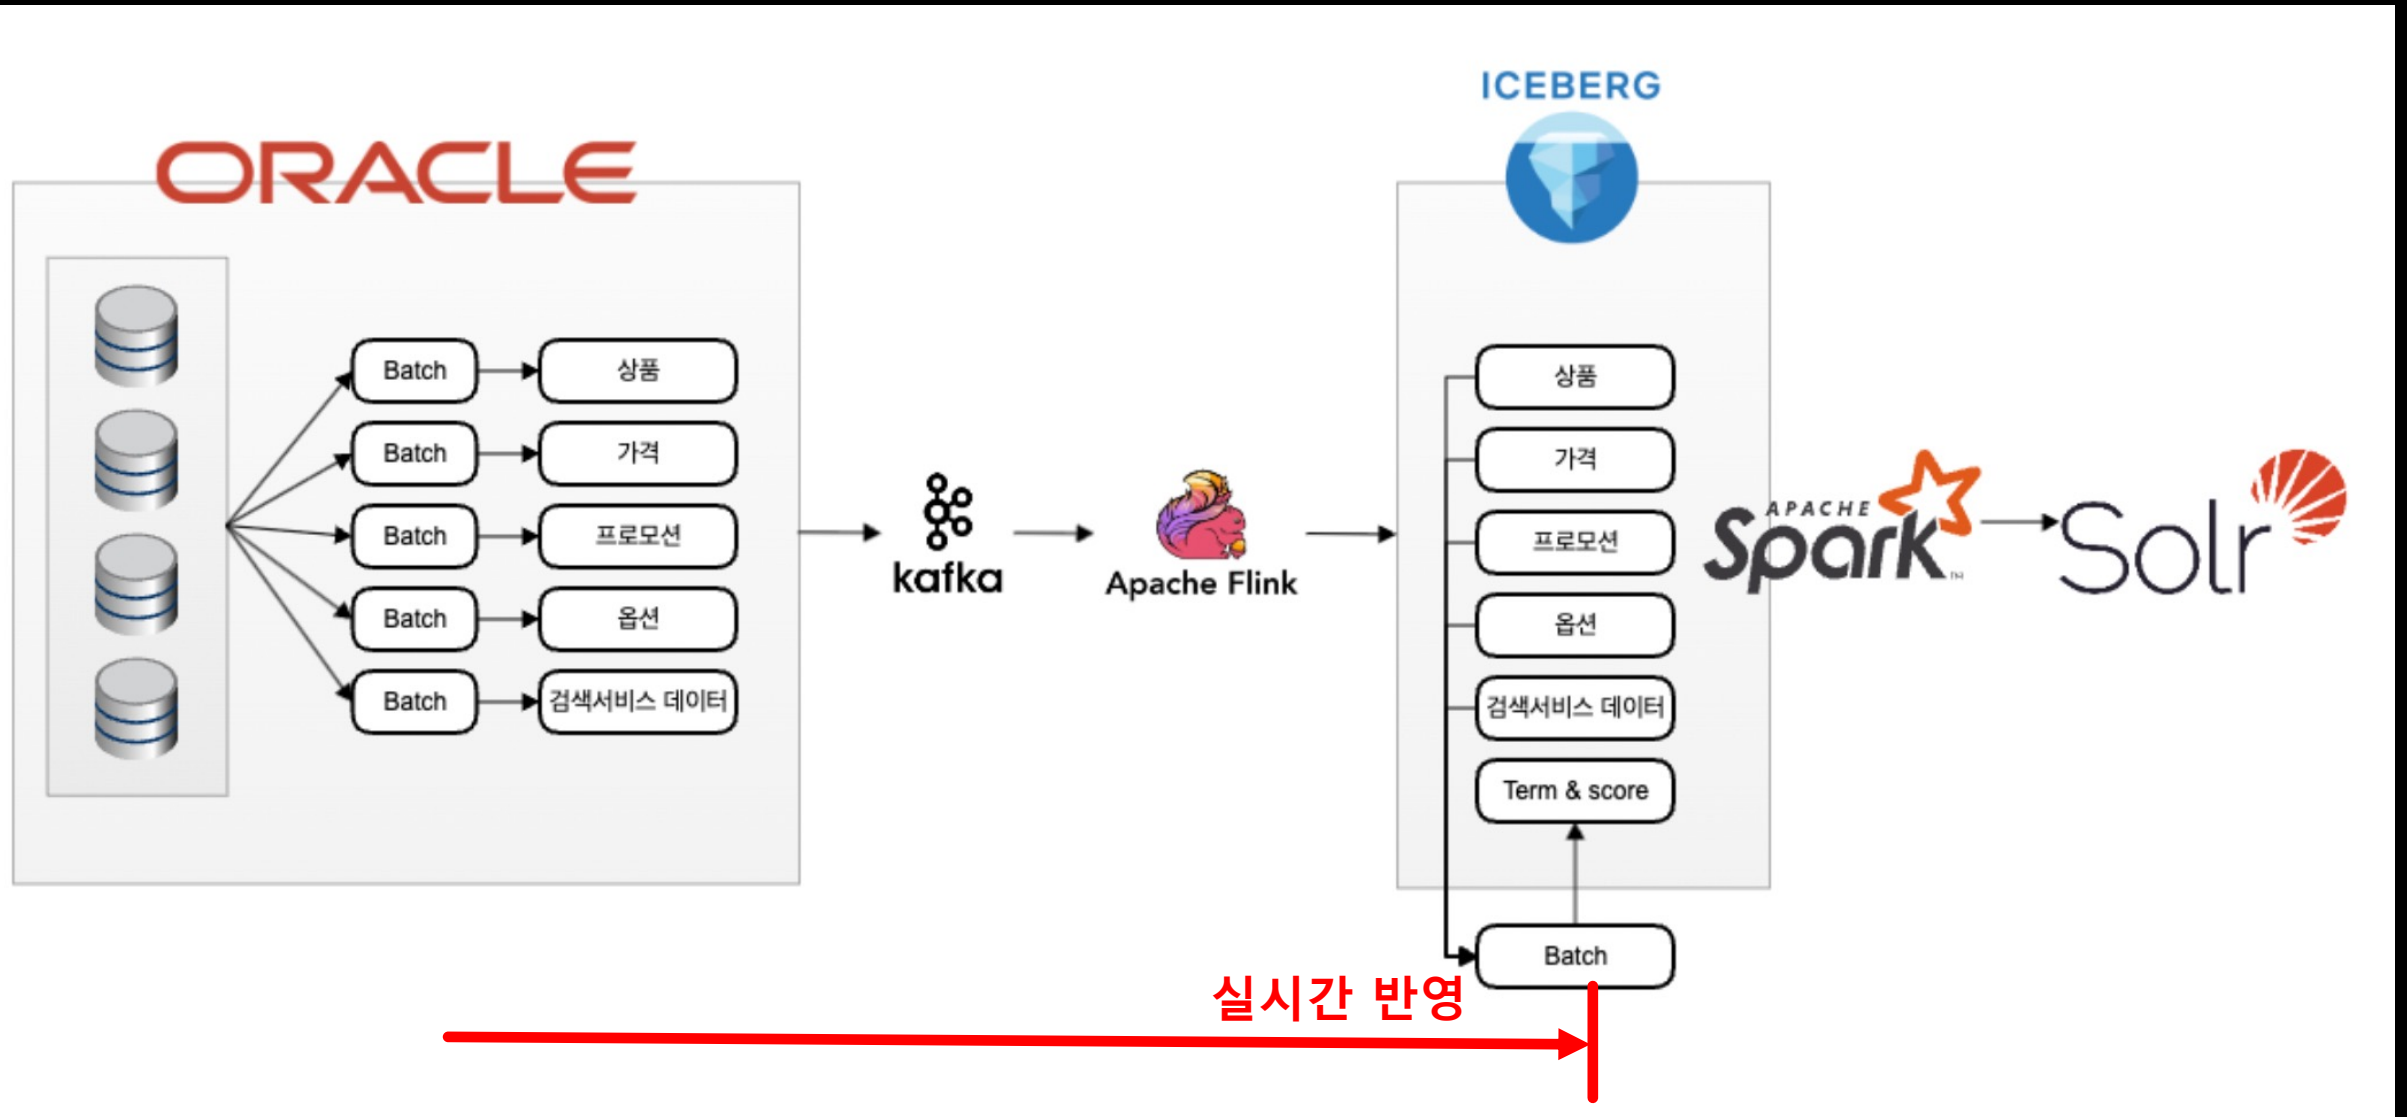 ICEBERG
ORACLE
Batch
상품
Batch
가격
Batch
프로모션
Batch
옵션
Batch
검색서비스 데이터
kafka
Apache Flink
상품
가격
프로모션
옵션
검색서비스 데이터
Term & score
Batch
APACHE
Spark™
Solr
실시간 반영